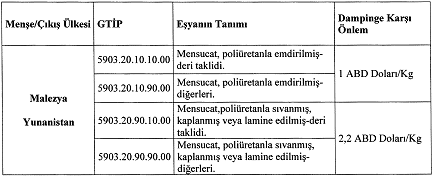 Menşe/Çıkış Ülkesi GTİP Eşyanın Tanımı Dampinge Karşı
Önlem
Malezya
Yunanistan
5903.20.10.10.00 Mensucat, poliüretanla emdirilmiş-
deri taklidi.
5903.20.10.90.00 Mensucat, poliüretanla emdirilmiş-
diğerleri.
1 ABD Doları/Kg
5903.20.90.10.00 Mensucat,poliüretanla sıvanmış,
kaplanmış veya lamine edilmiş-deri
taklidi.
5903.20.90.90.00 Mensucat, poliüretanla sıvanmış,
kaplanmış veya lamine edilmiş-
diğerleri.
2,2 ABD Doları/Kg